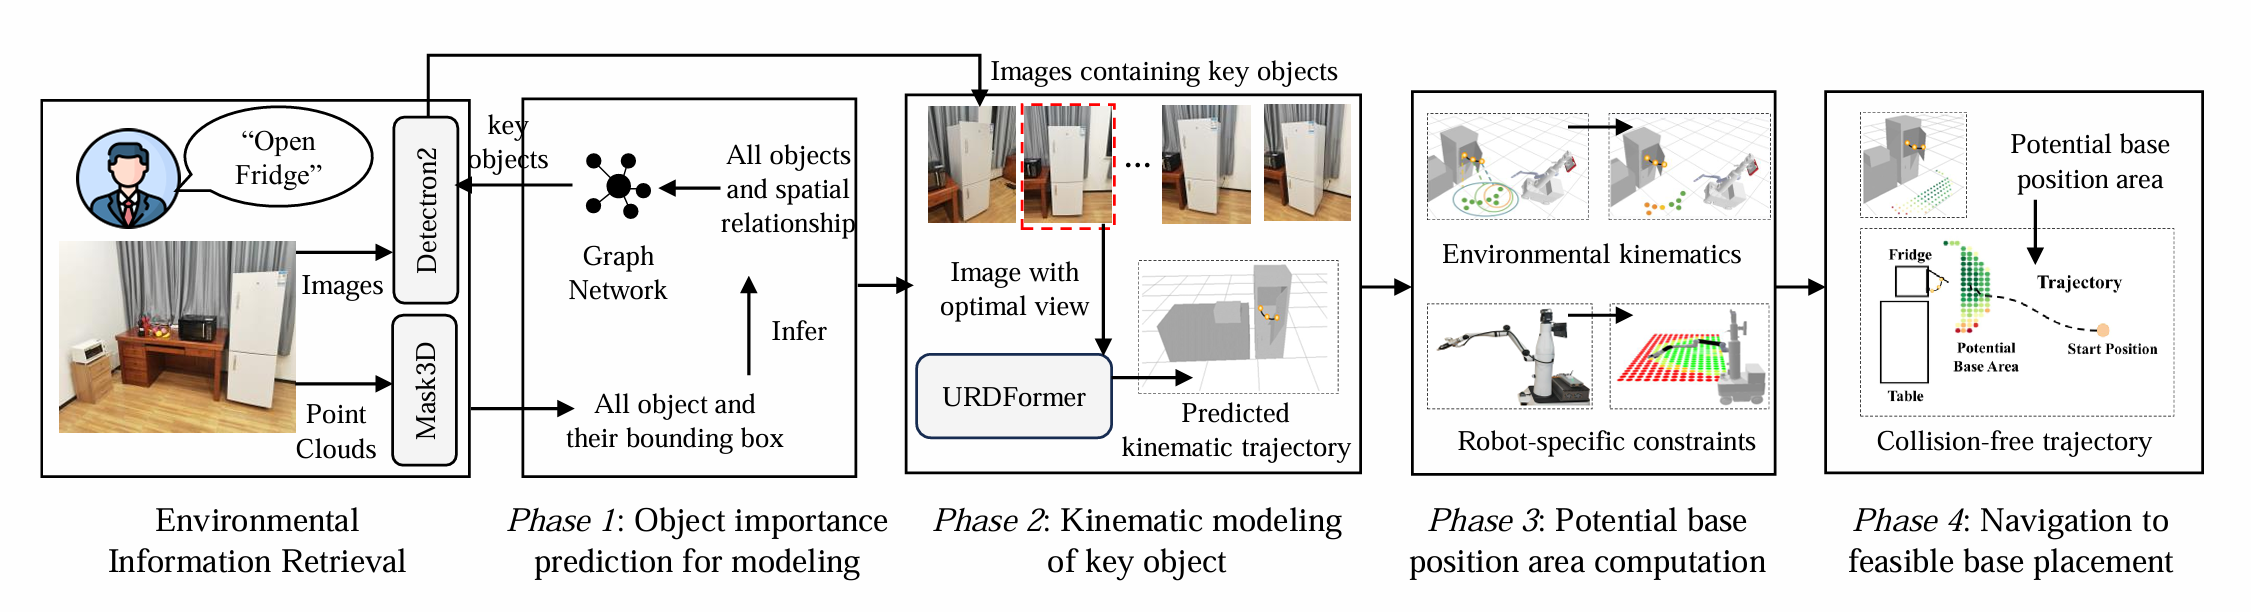 “Open
Fridge”
Images
Point
Clouds
Detectron2
Mask3D
Environmental
Information Retrieval
key
objects
Graph
Network
All objects
and spatial
relationship
Infer
All object and
their bounding box
Phase 1: Object importance
prediction for modeling
Images containing key objects
...
Image with
optimal view
URDFormer
Predicted
kinematic trajectory
Phase 2: Kinematic modeling
of key object
Environmental kinematics
Robot-specific constraints
Phase 3: Potential base
position area computation
Potential base
position area
Fridge
Trajectory
Potential
Base Area
Start Position
Table
Collision-free trajectory
Phase 4: Navigation to
feasible base placement